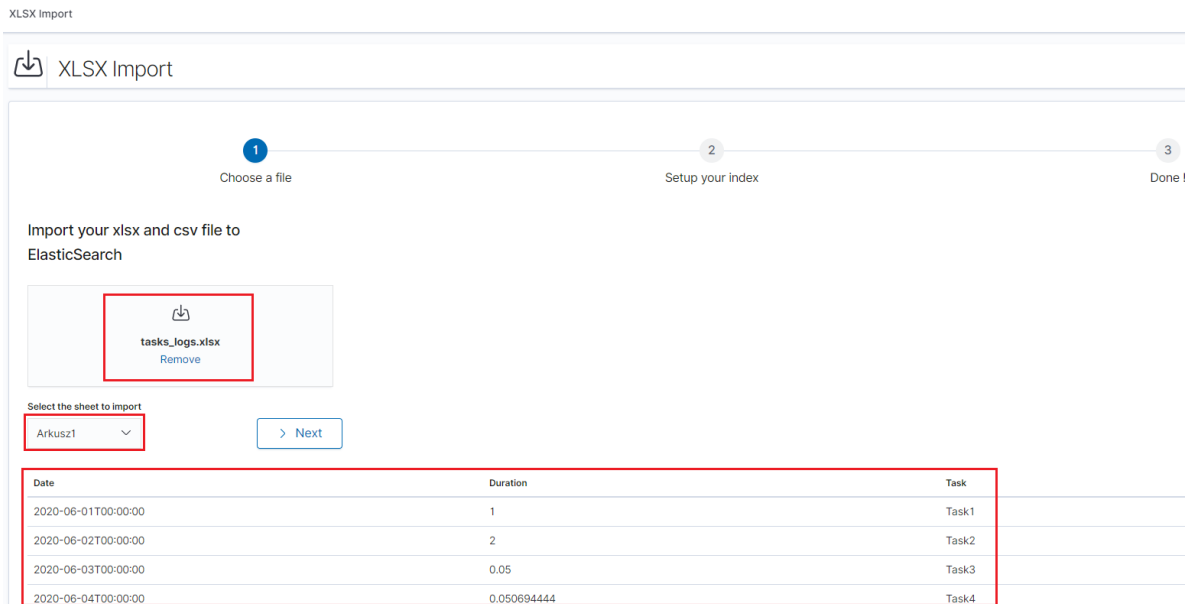 XLSX Import
XLSX Import
1 2 3
Choose a file Setup your index Done !
Import your xlsx and csv file to
ElasticSearch
tasks_logs.xlsx
Remove
Select the sheet to import
Arkusz1
> Next
Date Duration Task
2020-06-01T00:00:00 1 Task1
2020-06-02T00:00:00 2 Task2
2020-06-03T00:00:00 0.05 Task3
2020-06-04T00:00:00 0.050694444 Task4